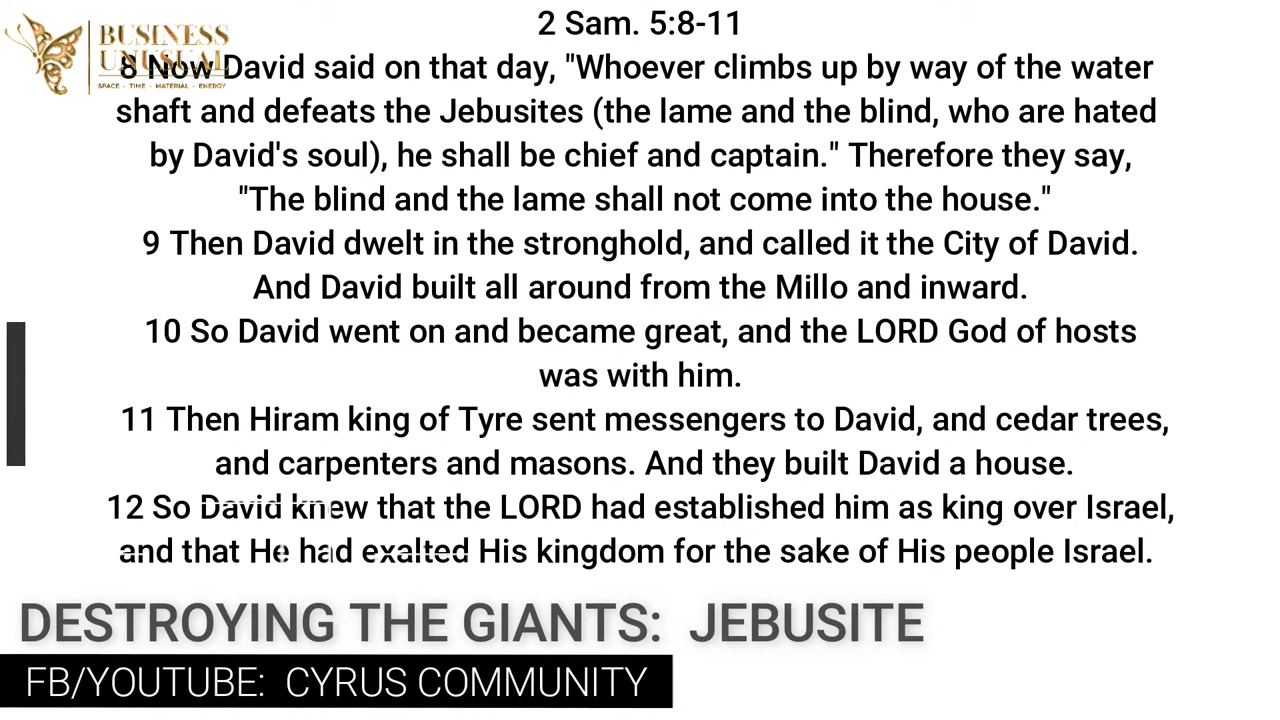 2 Sam. 5:8-11
BUSINESS
UNUSUAL
SPACE - TIME - MATERIAL - ENERGY
8 Now David said on that day, "Whoever climbs up by way of the water
shaft and defeats the Jebusites (the lame and the blind, who are hated
by David's soul), he shall be chief and captain." Therefore they say,
"The blind and the lame shall not come into the house."
9 Then David dwelt in the stronghold, and called it the City of David.
And David built all around from the Millo and inward.
10 So David went on and became great, and the LORD God of hosts
was with him.
11 Then Hiram king of Tyre sent messengers to David, and cedar trees,
and carpenters and masons. And they built David a house.
12 So David knew that the LORD had established him as king over Israel,
and that He had exalted His kingdom for the sake of His people Israel.
DESTROYING THE GIANTS: JEBUSITE
FB/YOUTUBE: CYRUS COMMUNITY